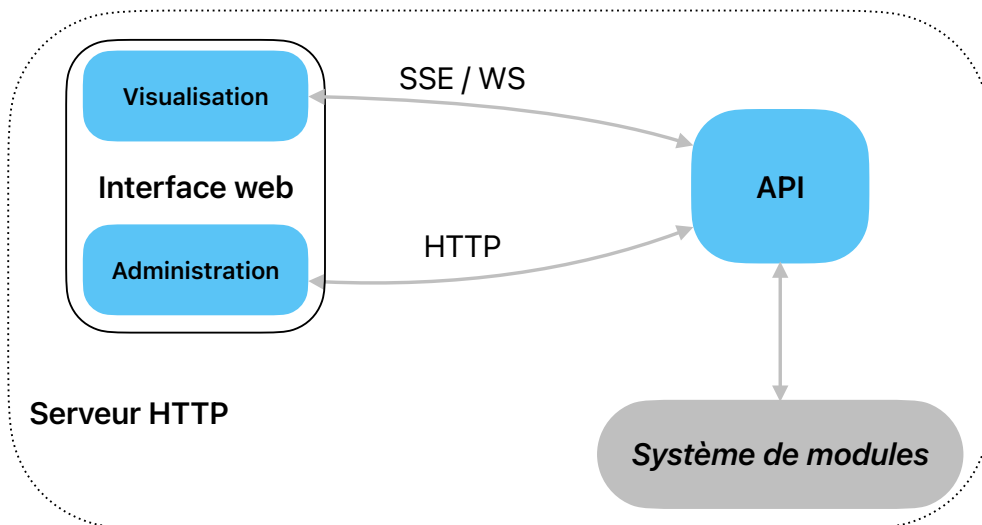 Visualisation
SSE / WS
Interface web
API
Administration
HTTP
Serveur HTTP
Système de modules